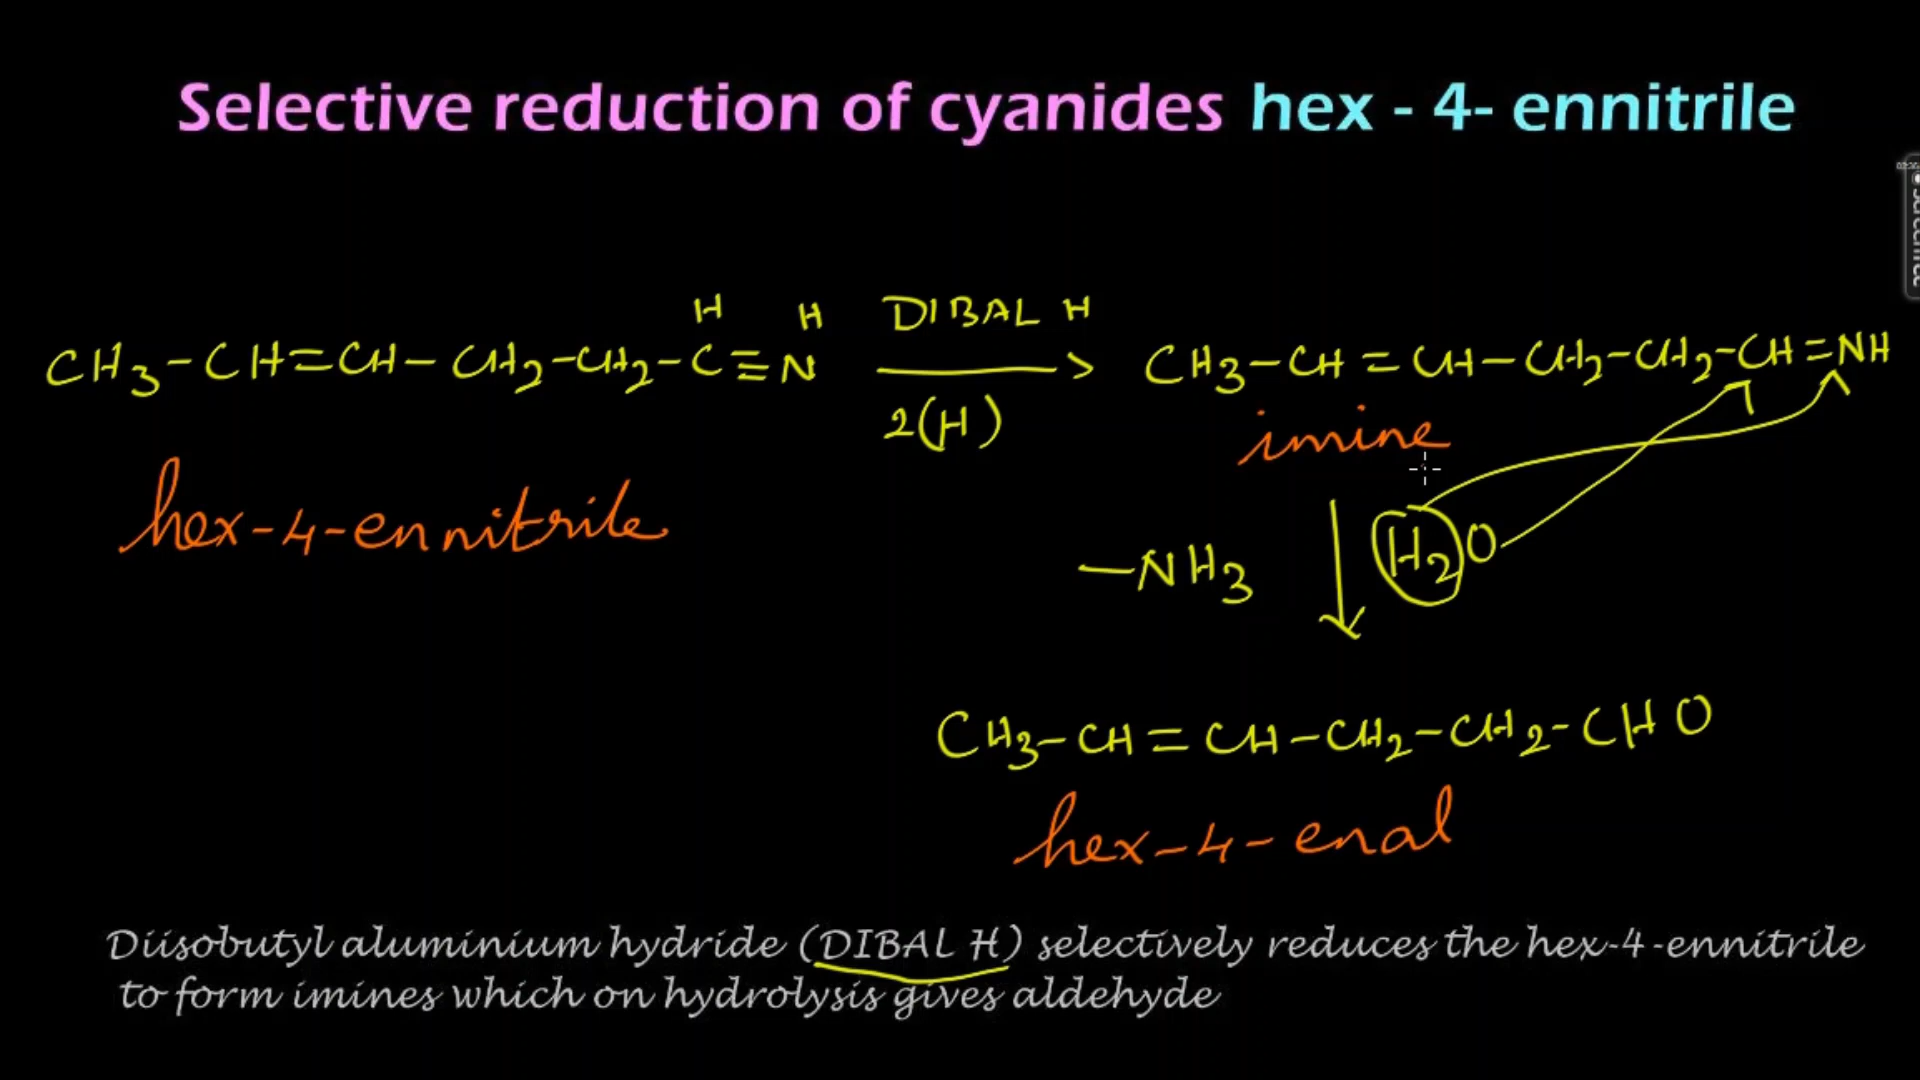 Selective reduction of cyanides hex - 4- ennitrile
H H DIBAL H
CH3-CH=CH-CH2-CH2-C≡N 2(H) CH3-CH=CH-CH2-CH2-CH=NH
imine
hex-4-ennitrile
-NH3 H2O
CH3-CH=CH-CH2-CH2-CHO
hex-4-enal
Diisobutyl aluminium hydride (DIBAL H) selectively reduces the hex-4-ennitrile
to form imines which on hydrolysis gives aldehyde